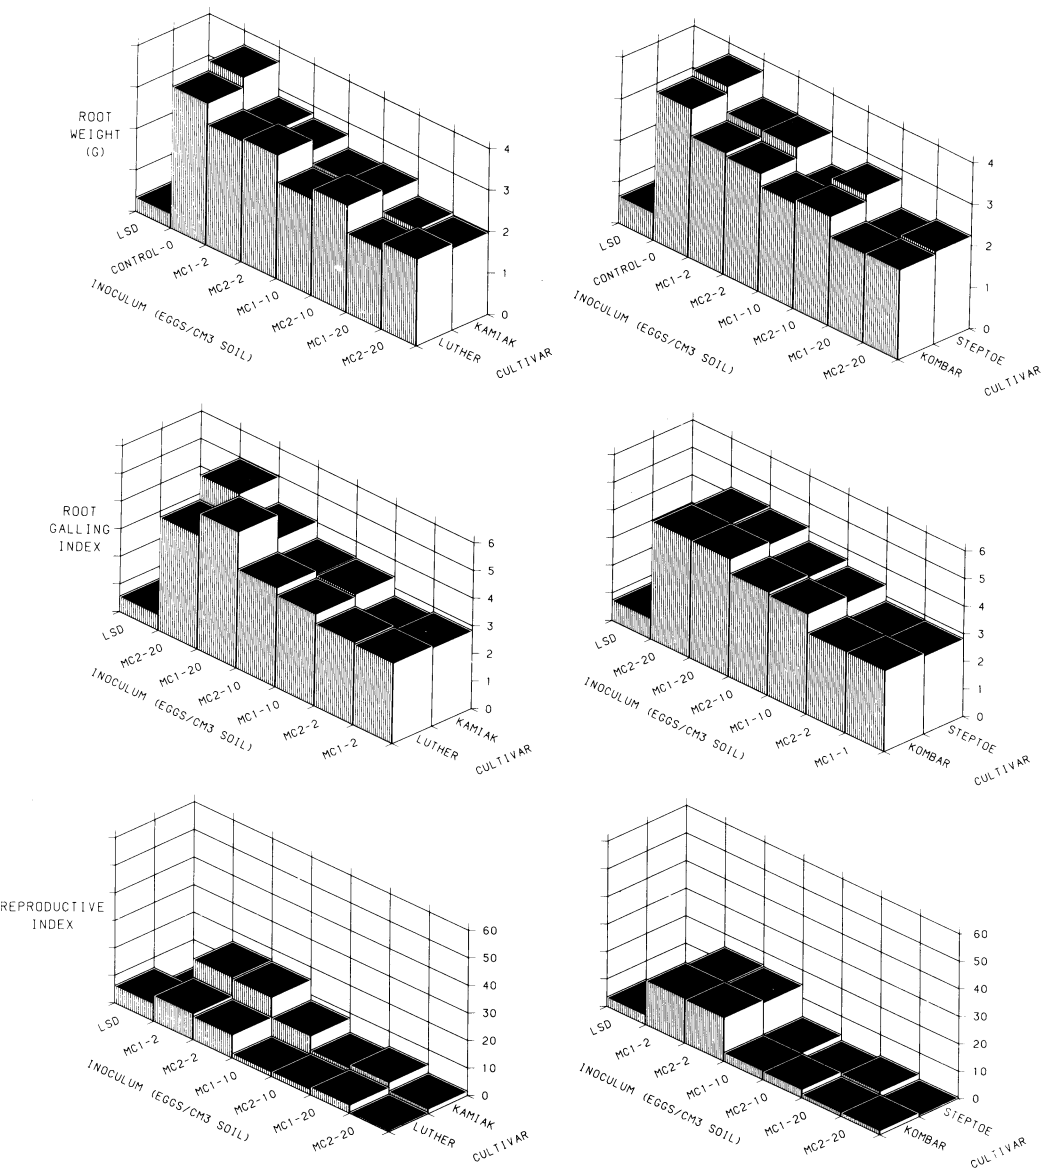 ROOT
WEIGHT
(G)
4
3
2
1
0
LSD
CONTROL-0
MC1-2
MC2-2
MC1-10
MC2-10
MC1-20
MC2-20
INOCULUM (EGGS/CM3 SOIL)
KAMIAK
LUTHER
CULTIVAR
4
3
2
1
0
LSD
CONTROL-0
MC1-2
MC2-2
MC1-10
MC2-10
MC1-20
MC2-20
INOCULUM (EGGS/CM3 SOIL)
STEPTOE
KOMBAR
CULTIVAR
ROOT
GALLING
INDEX
6
5
4
3
2
1
0
LSD
MC2-20
MC1-20
MC2-10
MC1-10
MC2-2
MC1-2
INOCULUM (EGGS/CM3 SOIL)
KAMIAK
LUTHER
CULTIVAR
6
5
4
3
2
1
0
LSD
MC2-20
MC1-20
MC2-10
MC1-10
MC2-2
MC1-1
INOCULUM (EGGS/CM3 SOIL)
STEPTOE
KOMBAR
CULTIVAR
REPRODUCTIVE
INDEX
60
50
40
30
20
10
0
LSD
MC1-2
MC2-2
MC1-10
MC2-10
MC1-20
MC2-20
INOCULUM (EGGS/CM3 SOIL)
KAMIAK
LUTHER
CULTIVAR
60
50
40
30
20
10
0
LSD
MC1-2
MC2-2
MC1-10
MC2-10
MC1-20
MC2-20
INOCULUM (EGGS/CM3 SOIL)
STEPTOE
KOMBAR
CULTIVAR